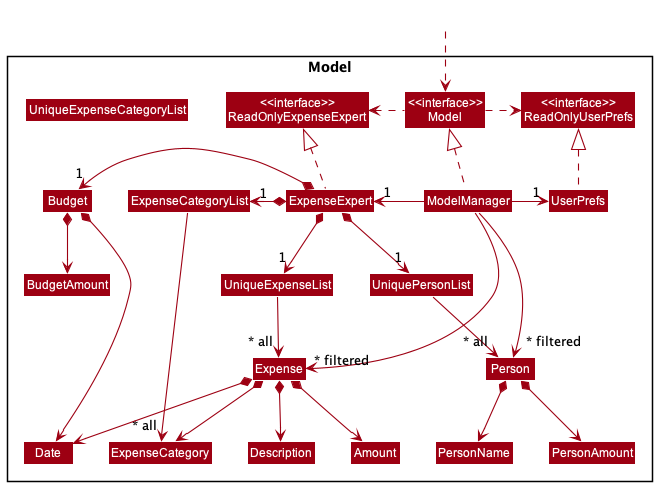 Model
UniqueExpenseCategoryList
<<interface>>
ReadOnlyExpenseExpert
<<interface>>
Model
<<interface>>
ReadOnlyUserPrefs
1
Budget
ExpenseCategoryList
1
ExpenseExpert
1
ModelManager
1
UserPrefs
1
1
BudgetAmount
UniqueExpenseList
UniquePersonList
* all
* all
* filtered
* filtered
Expense
Person
* all
Date
ExpenseCategory
Description
Amount
PersonName
PersonAmount